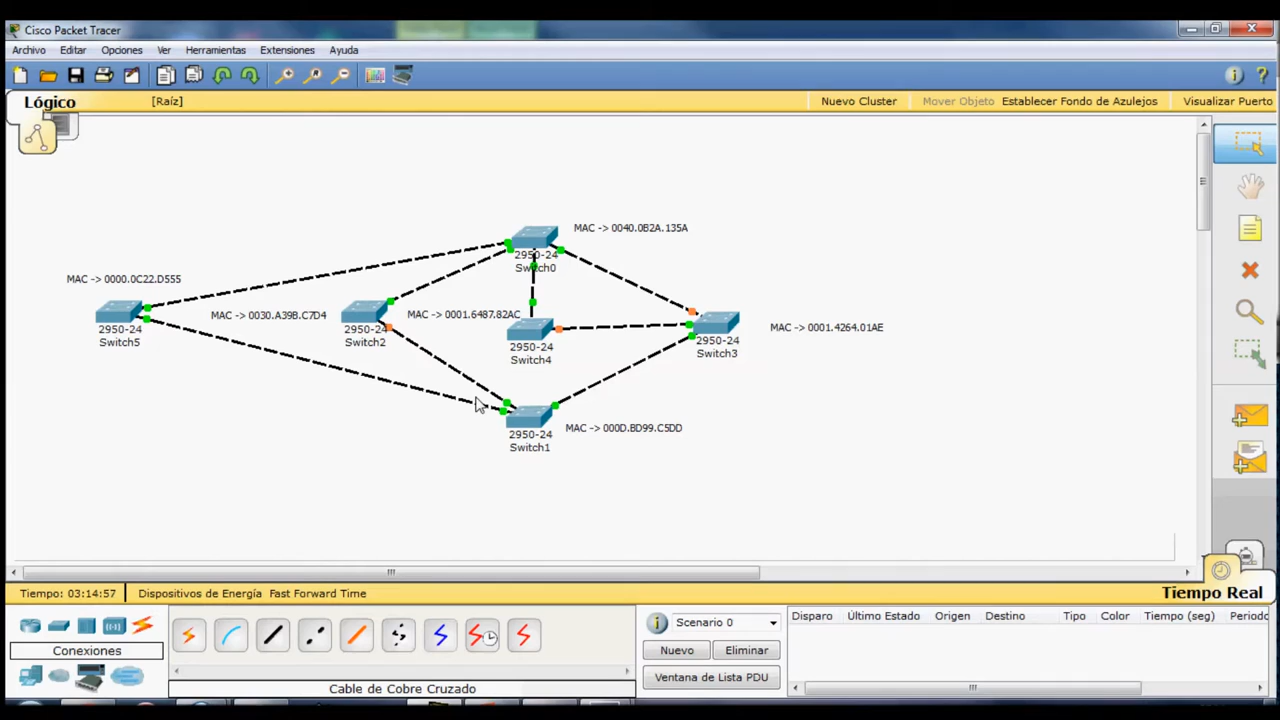 Cisco Packet Tracer
Archivo Editar Opciones Ver Herramientas Extensiones Ayuda
Lógico [Raíz] Nuevo Cluster Mover Objeto Establecer Fondo de Azulejos Visualizar Puerto
MAC -> 0040.0B2A.135A
2950-24
Switch0
MAC -> 0000.0C22.D555
2950-24
Switch5
MAC -> 0030.A39B.C7D4
2950-24
Switch2
MAC -> 0001.6487.82AC
2950-24
Switch4
2950-24
Switch3
MAC -> 0001.4264.01AE
2950-24
Switch1
MAC -> 000D.BD99.C5DD
Tiempo: 03:14:57 Dispositivos de Energía Fast Forward Time Tiempo Real
Conexiones
Cable de Cobre Cruzado
Scenario 0
Nuevo Eliminar
Ventana de Lista PDU
Disparo Último Estado Origen Destino Tipo Color Tiempo (seg) Periodo